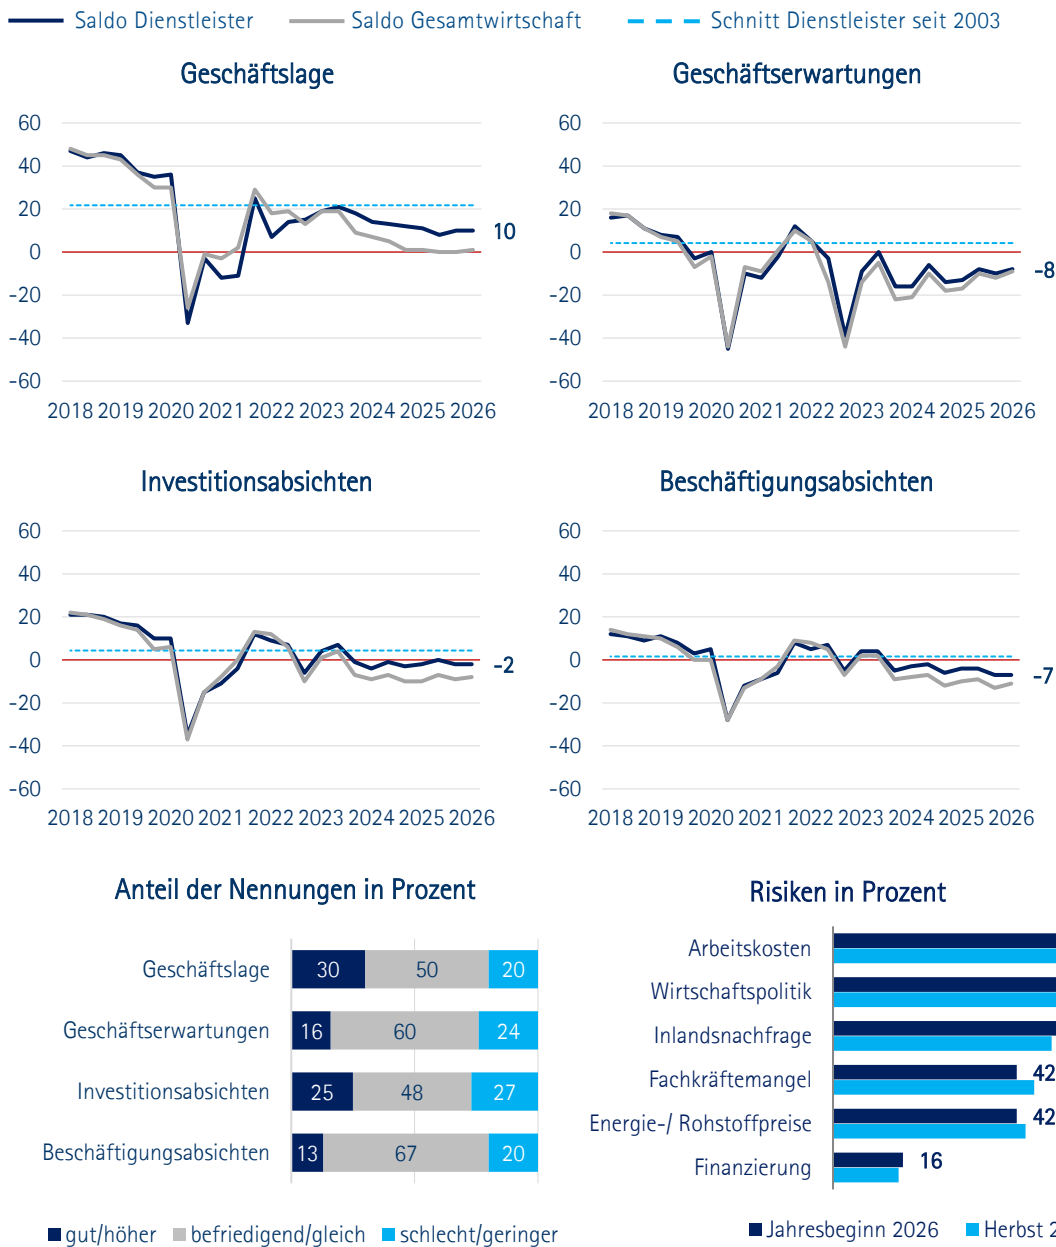 Saldo Dienstleister Saldo Gesamtwirtschaft Schnitt Dienstleister seit 2003
Geschäftslage
60
40
20
0
-20
-40
-60
10
2018 2019 2020 2021 2022 2023 2024 2025 2026
Geschäftserwartungen
60
40
20
0
-20
-40
-60
-8
2018 2019 2020 2021 2022 2023 2024 2025 2026
Investitionsabsichten
60
40
20
0
-20
-40
-60
-2
2018 2019 2020 2021 2022 2023 2024 2025 2026
Beschäftigungsabsichten
60
40
20
0
-20
-40
-60
-7
2018 2019 2020 2021 2022 2023 2024 2025 2026
Anteil der Nennungen in Prozent
Geschäftslage 30 50 20
Geschäftserwartungen 16 60 24
Investitionsabsichten 25 48 27
Beschäftigungsabsichten 13 67 20
gut/höher befriedigend/gleich schlecht/geringer
Risiken in Prozent
Arbeitskosten
Wirtschaftspolitik
Inlandsnachfrage
Fachkräftemangel 42
Energie-/ Rohstoffpreise 42
Finanzierung 16
Jahresbeginn 2026 Herbst